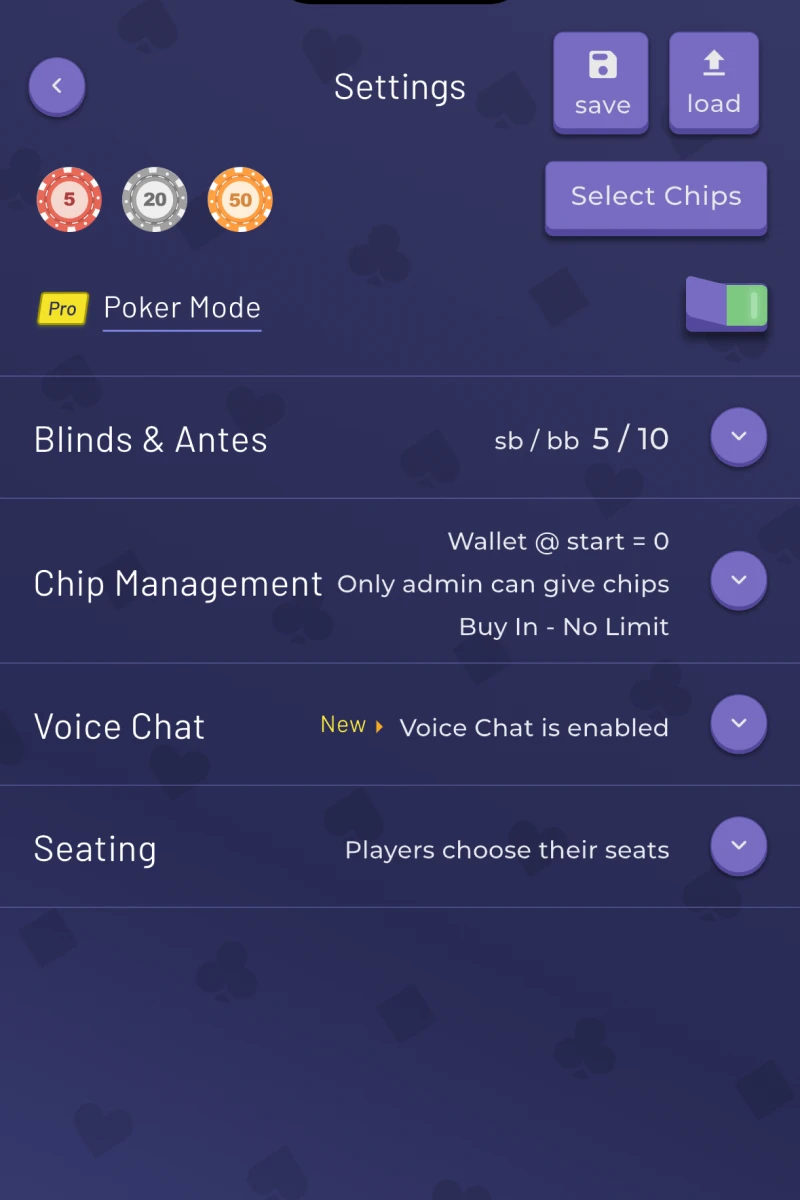 Settings
save
load
5
20
50
Select Chips
Pro
Poker Mode
Blinds & Antes
sb / bb 5 / 10
Chip Management
Wallet @ start = 0
Only admin can give chips
Buy In - No Limit
Voice Chat
New
Voice Chat is enabled
Seating
Players choose their seats